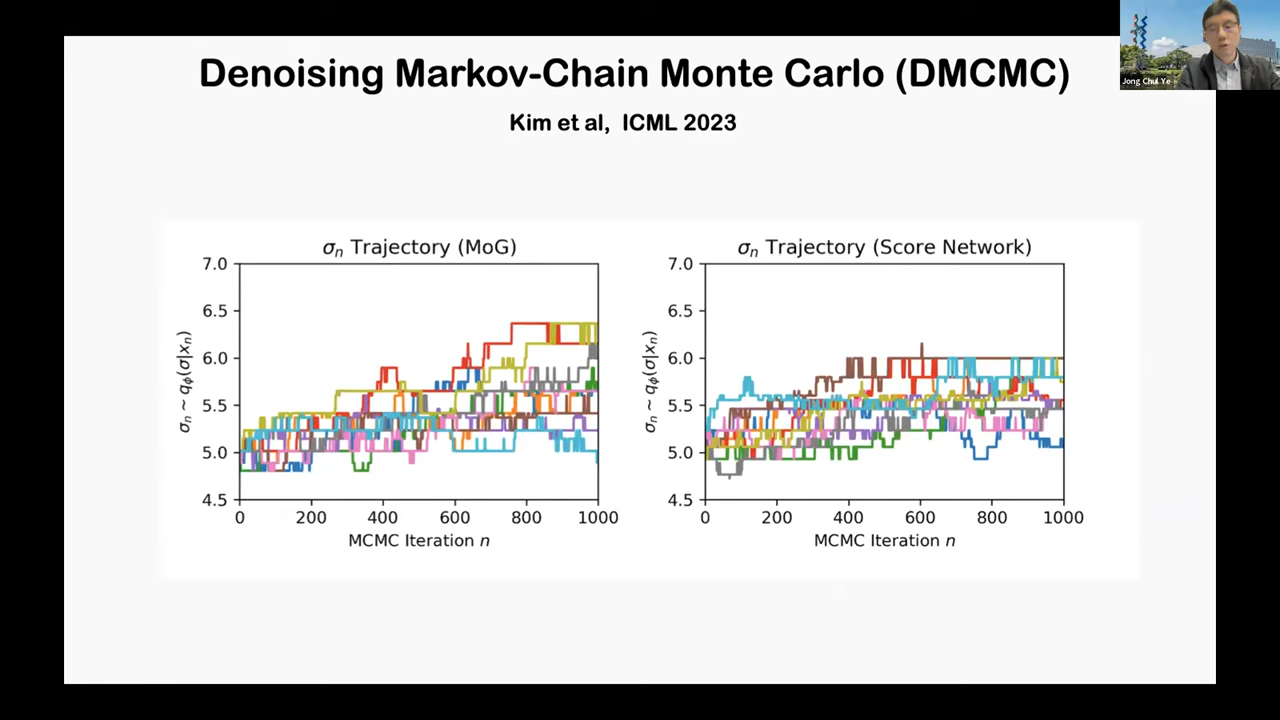 Denoising Markov-Chain Monte Carlo (DMCMC)
Kim et al, ICML 2023
Jong Chul Ye
σn Trajectory (MoG)
7.0
6.5
6.0
5.5
5.0
4.5
σn ~ qϕ(σ|xn)
0 200 400 600 800 1000
MCMC Iteration n
σn Trajectory (Score Network)
7.0
6.5
6.0
5.5
5.0
4.5
σn ~ qϕ(σ|xn)
0 200 400 600 800 1000
MCMC Iteration n